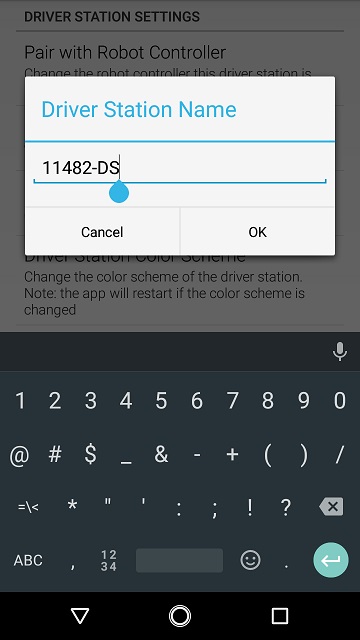 DRIVER STATION SETTINGS
Pair with Robot Controller
Change the robot controller this driver station is
Driver Station Name
11482-DS
Cancel OK
Driver Station Color Scheme
Change the color scheme of the driver station.
Note: the app will restart if the color scheme is
changed
1 2 3 4 5 6 7 8 9 0
@ # $ _ & - + ( ) /
=\< * " ' : ; ! ?
ABC , 12 34 .